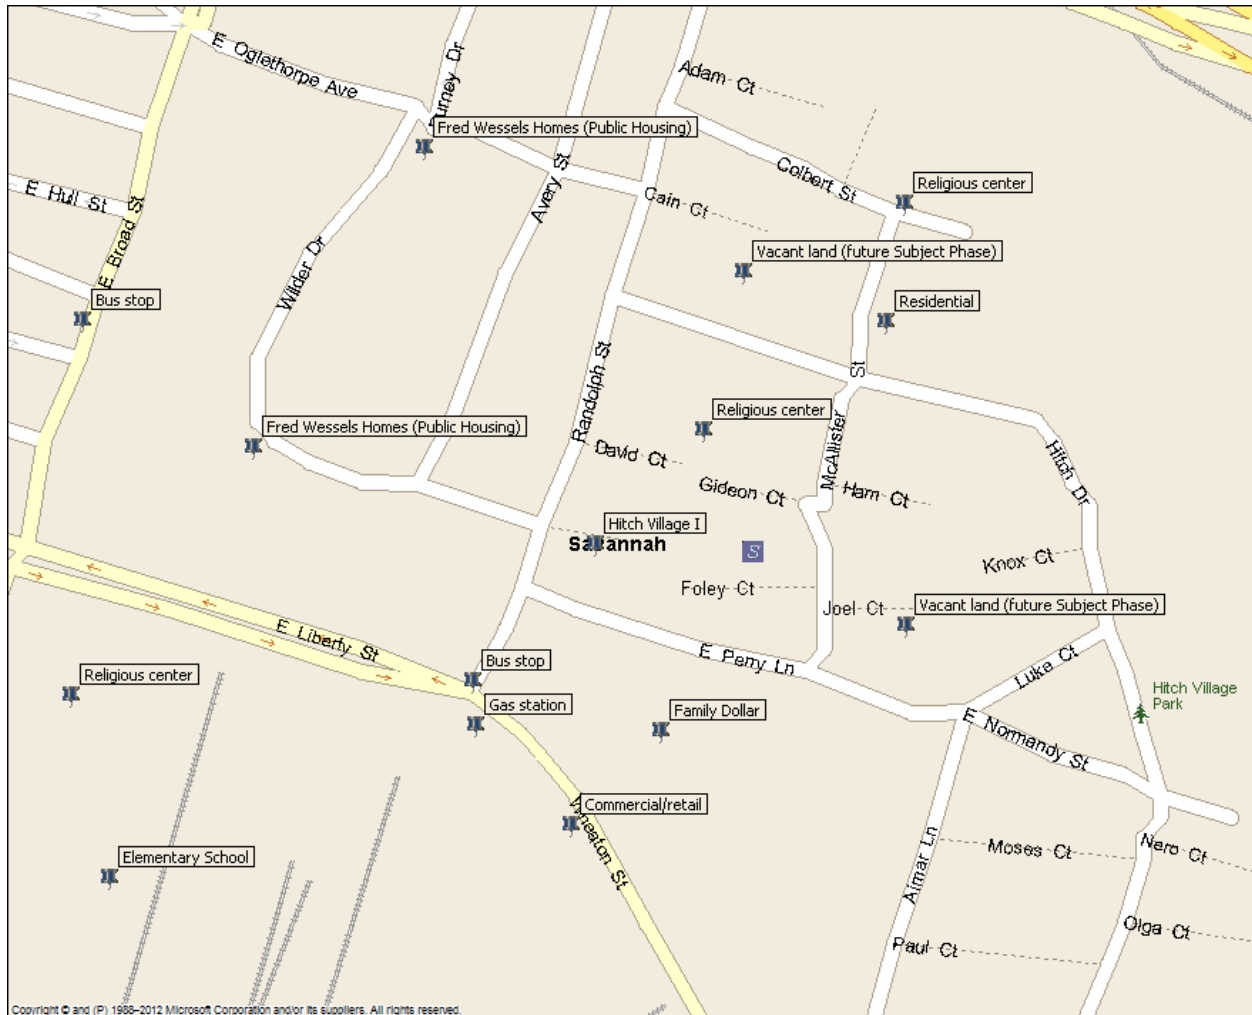 E Oglethorpe Ave
Dr
Adam Ct
Fred Wessels Homes (Public Housing)
Colbert St
Religious center
E Hull St
Avery St
Cain Ct
E Broad St
Wilder Dr
Vacant land (future Subject Phase)
Bus stop
Residential
Randolph St
McAllister St
Religious center
Fred Wessels Homes (Public Housing)
David Ct
Hitch Dr
Gideon Ct
Ham Ct
Hitch Village I
Savannah
S
Knox Ct
Foley Ct
Joel Ct
Vacant land (future Subject Phase)
E Liberty St
E Perry Ln
Luke Ct
Bus stop
Religious center
Hitch Village
Park
Gas station
Family Dollar
E Normandy St
Commercial/retail
Wheaton St
Elementary School
Aimar Ln
Moses Ct
Nero Ct
Olga Ct
Paul Ct
Copyright © and (P) 1988–2012 Microsoft Corporation and/or its suppliers. All rights reserved.